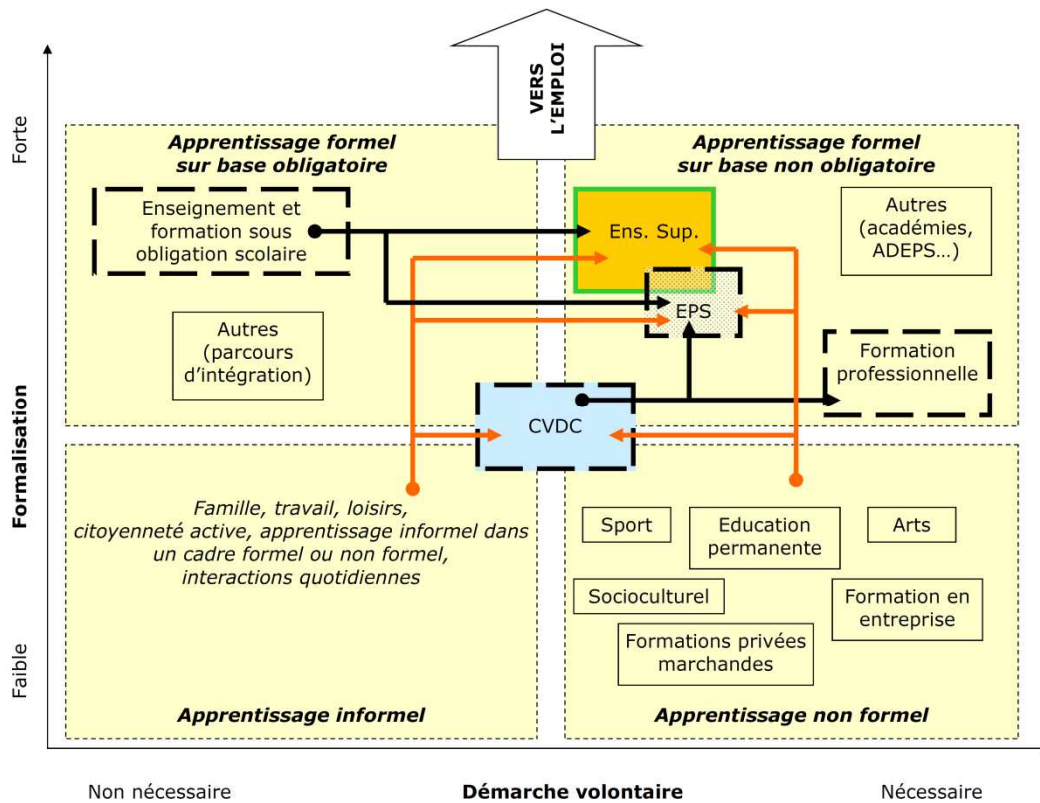 VERS
L'EMPLOI
Forte
Apprentissage formel
sur base obligatoire
Apprentissage formel
sur base non obligatoire
Enseignement et
formation sous
obligation scolaire
Ens. Sup.
Autres
(académies,
ADEPS...)
EPS
Autres
(parcours
d'intégration)
Formation
professionnelle
CVDC
Formalisation
Famille, travail, loisirs,
citoyenneté active, apprentissage informel dans
un cadre formel ou non formel,
interactions quotidiennes
Sport
Education
permanente
Arts
Socioculturel
Formation en
entreprise
Formations privées
marchandes
Faible
Apprentissage informel
Apprentissage non formel
Non nécessaire
Démarche volontaire
Nécessaire